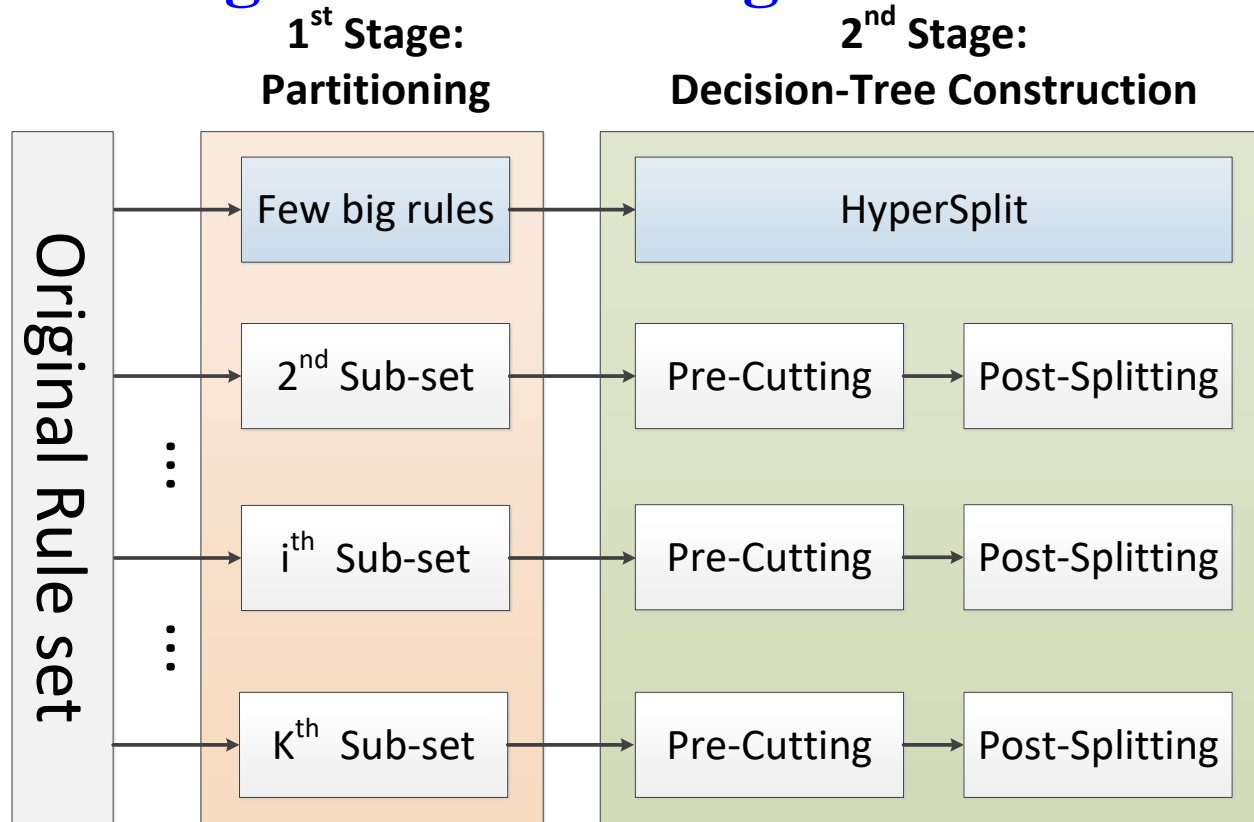 1st Stage:
Partitioning
2nd Stage:
Decision-Tree Construction
Original Rule set
Few big rules
HyperSplit
2nd Sub-set
Pre-Cutting
Post-Splitting
...
ith Sub-set
Pre-Cutting
Post-Splitting
...
Kth Sub-set
Pre-Cutting
Post-Splitting